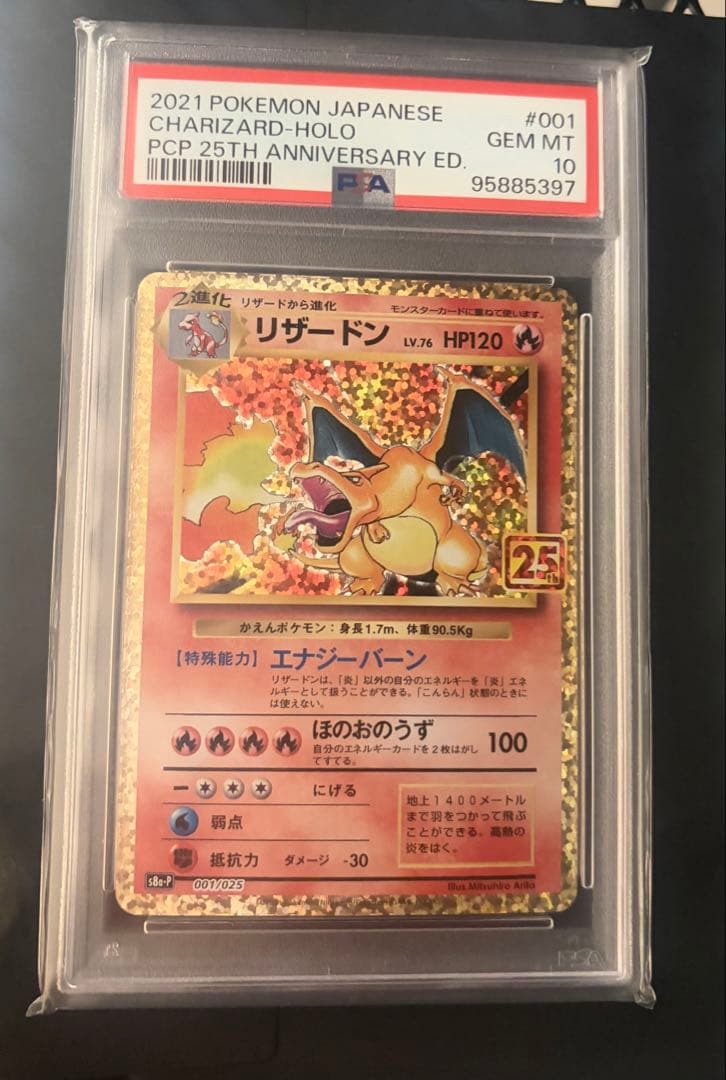 2021 POKEMON JAPANESE #001
CHARIZARD-HOLO GEM MT
PCP 25TH ANNIVERSARY ED. 10
PSA 95885397
2進化 リザードから進化 モンスターカードに重ねて使います。
リザードン LV.76 HP120
25th
かえんポケモン：身長1.7m、体重90.5Kg
【特殊能力】エナジーバーン
リザードンは、「炎」以外の自分のエネルギーを「炎」エネ
ルギーとして扱うことができる。「こんらん」状態のときに
は使えない。
ほのおのうず 100
自分のエネルギーカードを2枚はがし
てすてる。
にげる
弱点
抵抗力 ダメージ -30
地上1400メートル
まで羽をつかって飛ぶ
ことができる。高熱の
炎をはく。
s8a-P 001/025 Illus.Mitsuhiro Arita